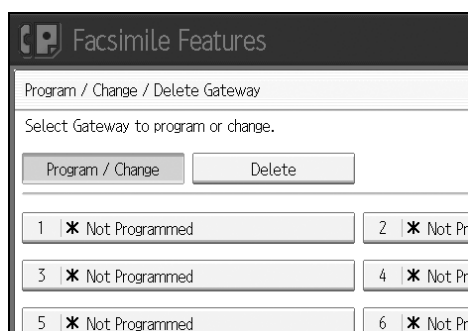 Facsimile Features
Program / Change / Delete Gateway
Select Gateway to program or change.
Program / Change Delete
1 ✱ Not Programmed 2 ✱ Not Pr
3 ✱ Not Programmed 4 ✱ Not Pr
5 ✱ Not Programmed 6 ✱ Not Pr